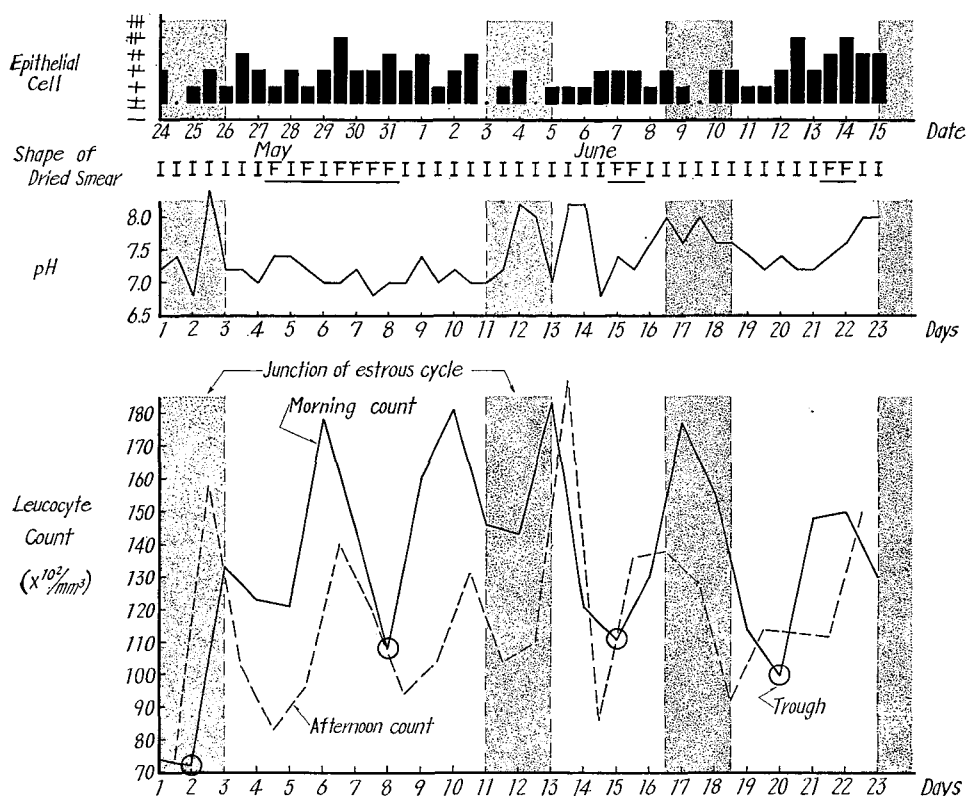 Epithelial
Cell
+
24 25 26 27 28 29 30 31 1 2 3 4 5 6 7 8 9 10 11 12 13 14 15 Date
May June
Shape of
Dried Smear
I I I I I I I F I F I F F F F I I I I I I I I I I I I I F F I I I I I I I I I I I F F I I
pH
8.0
7.5
7.0
6.5
1 2 3 4 5 6 7 8 9 10 11 12 13 14 15 16 17 18 19 20 21 22 23 Days
Junction of estrous cycle
Morning count
Leucocyte
Count
(×10²/mm³)
180
170
160
150
140
130
120
110
100
90
80
70
Afternoon count
Trough
1 2 3 4 5 6 7 8 9 10 11 12 13 14 15 16 17 18 19 20 21 22 23 Days